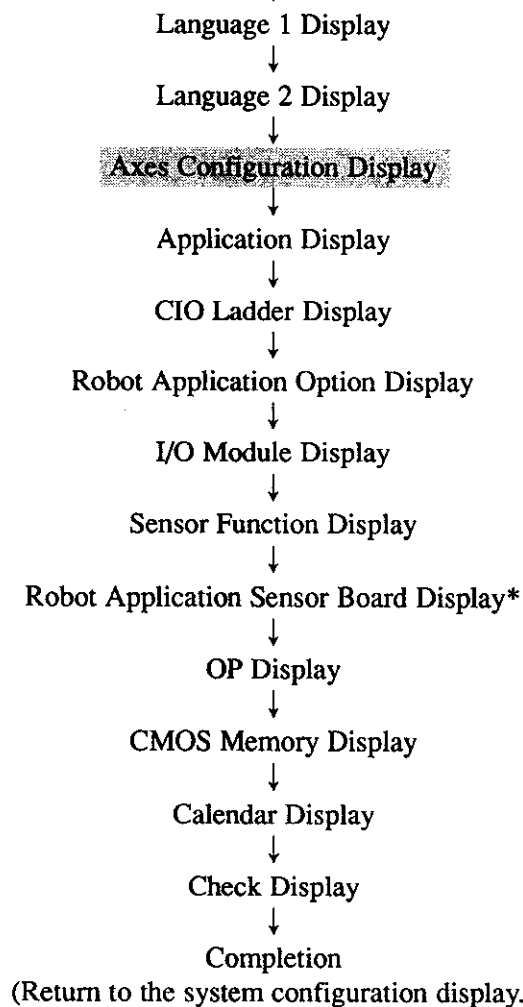 Language 1 Display
↓
Language 2 Display
↓
Axes Configuration Display
↓
Application Display
↓
CIO Ladder Display
↓
Robot Application Option Display
↓
I/O Module Display
↓
Sensor Function Display
↓
Robot Application Sensor Board Display*
↓
OP Display
↓
CMOS Memory Display
↓
Calendar Display
↓
Check Display
↓
Completion
(Return to the system configuration display.